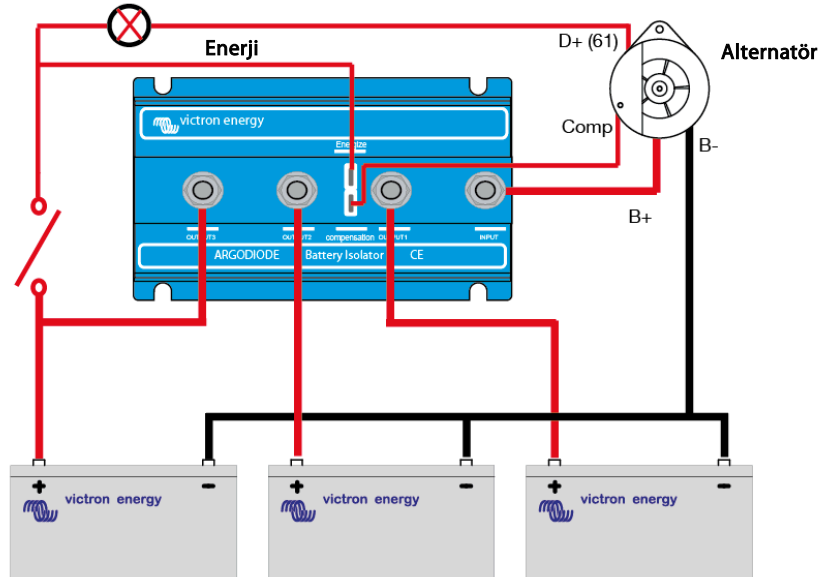 D+ (61)
Enerji
Alternatör
victron energy
Comp
Energize
B-
B+
OUTPUT3
OUTPUT2
compensation
OUTPUT1
INPUT
ARGODIODE
Battery Isolator
CE
+
-
victron energy
+
-
victron energy
+
-
victron energy